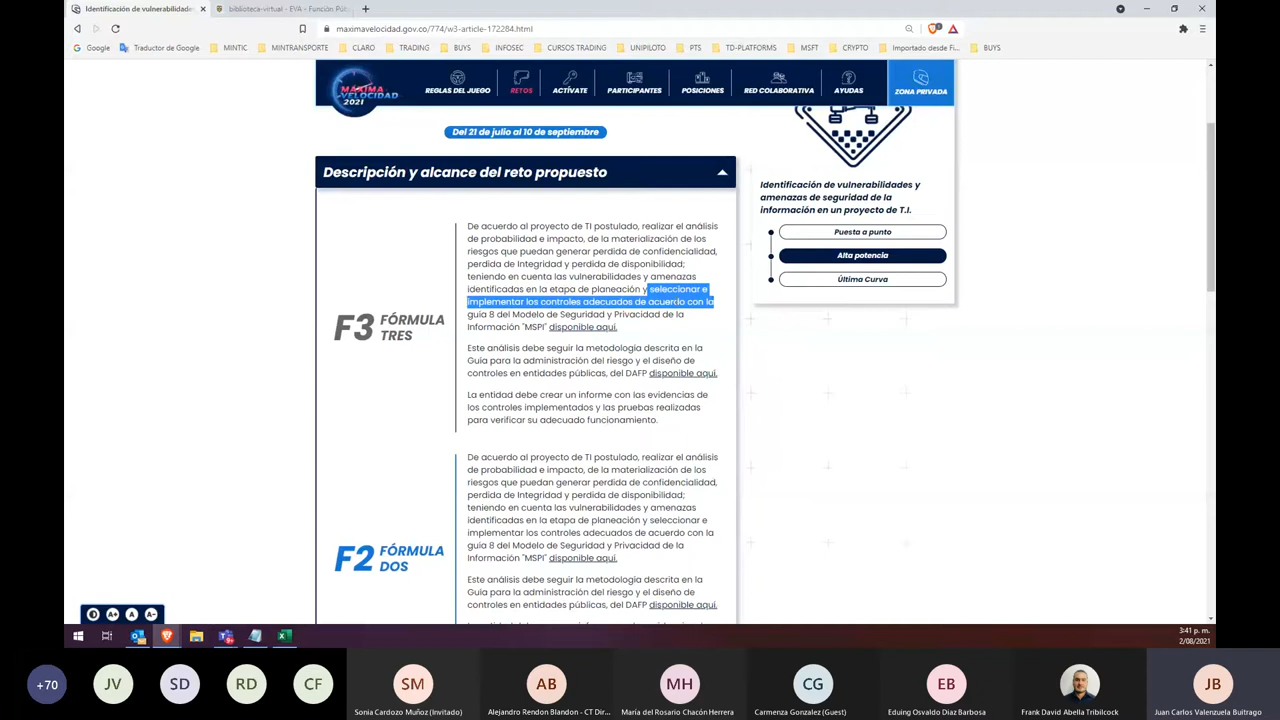 Identificación de vulnerabilidades
biblioteca-virtual - EVA - Función Púb
maximavelocidad.gov.co/774/w3-article-172284.html
Google
Traductor de Google
MINTIC
MINTRANSPORTE
CLARO
TRADING
BUYS
INFOSEC
CURSOS TRADING
UNIPILOTO
PTS
TD-PLATFORMS
MSFT
CRYPTO
Importado desde Fi...
BUYS
MAXIMA
VELOCIDAD
2021
REGLAS DEL JUEGO
RETOS
ACTÍVATE
PARTICIPANTES
POSICIONES
RED COLABORATIVA
AYUDAS
ZONA PRIVADA
Del 21 de julio al 10 de septiembre
Descripción y alcance del reto propuesto
F3 FÓRMULA
TRES
De acuerdo al proyecto de TI postulado, realizar el análisis
de probabilidad e impacto, de la materialización de los
riesgos que puedan generar perdida de confidencialidad,
perdida de Integridad y perdida de disponibilidad;
teniendo en cuenta las vulnerabilidades y amenazas
identificadas en la etapa de planeación y seleccionar e
implementar los controles adecuados de acuerdo con la
guía 8 del Modelo de Seguridad y Privacidad de la
Información "MSPI" disponible aquí.
Este análisis debe seguir la metodología descrita en la
Guía para la administración del riesgo y el diseño de
controles en entidades públicas, del DAFP disponible aquí.
La entidad debe crear un informe con las evidencias de
los controles implementados y las pruebas realizadas
para verificar su adecuado funcionamiento.
F2 FÓRMULA
DOS
De acuerdo al proyecto de TI postulado, realizar el análisis
de probabilidad e impacto, de la materialización de los
riesgos que puedan generar perdida de confidencialidad,
perdida de Integridad y perdida de disponibilidad;
teniendo en cuenta las vulnerabilidades y amenazas
identificadas en la etapa de planeación y seleccionar e
implementar los controles adecuados de acuerdo con la
guía 8 del Modelo de Seguridad y Privacidad de la
Información "MSPI" disponible aquí.
Este análisis debe seguir la metodología descrita en la
Guía para la administración del riesgo y el diseño de
controles en entidades públicas, del DAFP disponible aquí.
Identificación de vulnerabilidades y
amenazas de seguridad de la
información en un proyecto de T.I.
Puesta a punto
Alta potencia
Última Curva
A+
A
A-
3:41 p. m.
2/08/2021
+70
JV
SD
RD
CF
SM
AB
MH
CG
EB
JB
Sonia Cardozo Muñoz (Invitado)
Alejandro Rendon Blandon - CT Dir...
María del Rosario Chacón Herrera
Carmenza Gonzalez (Guest)
Eduing Osvaldo Diaz Barbosa
Frank David Abella Tribilcock
Juan Carlos Valenzuela Buitrago